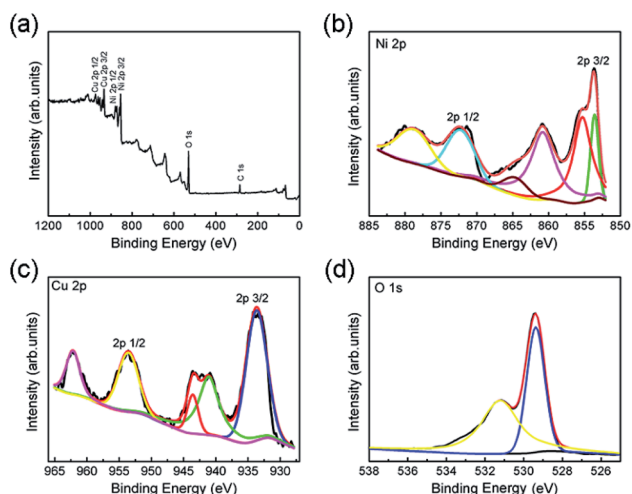 (a)
Intensity (arb.units)
Cu 2p 1/2
Cu 2p 3/2
Ni 2p 1/2
Ni 2p 3/2
O 1s
C 1s
1200 1000 800 600 400 200 0
Binding Energy (eV)
(b)
Ni 2p
Intensity (arb.units)
2p 1/2
2p 3/2
885 880 875 870 865 860 855 850
Binding Energy (eV)
(c)
Cu 2p
Intensity (arb.units)
2p 1/2
2p 3/2
965 960 955 950 945 940 935 930
Binding Energy (eV)
(d)
O 1s
Intensity (arb.units)
538 536 534 532 530 528 526
Binding Energy (eV)